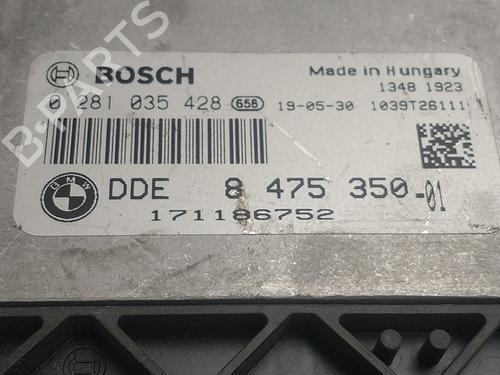 B-PARTS
BOSCH
Made in Hungary
1348 1923
0 281 035 428 658
19-05-30 1039T26111
BMW
DDE 8 475 350-01
171186752